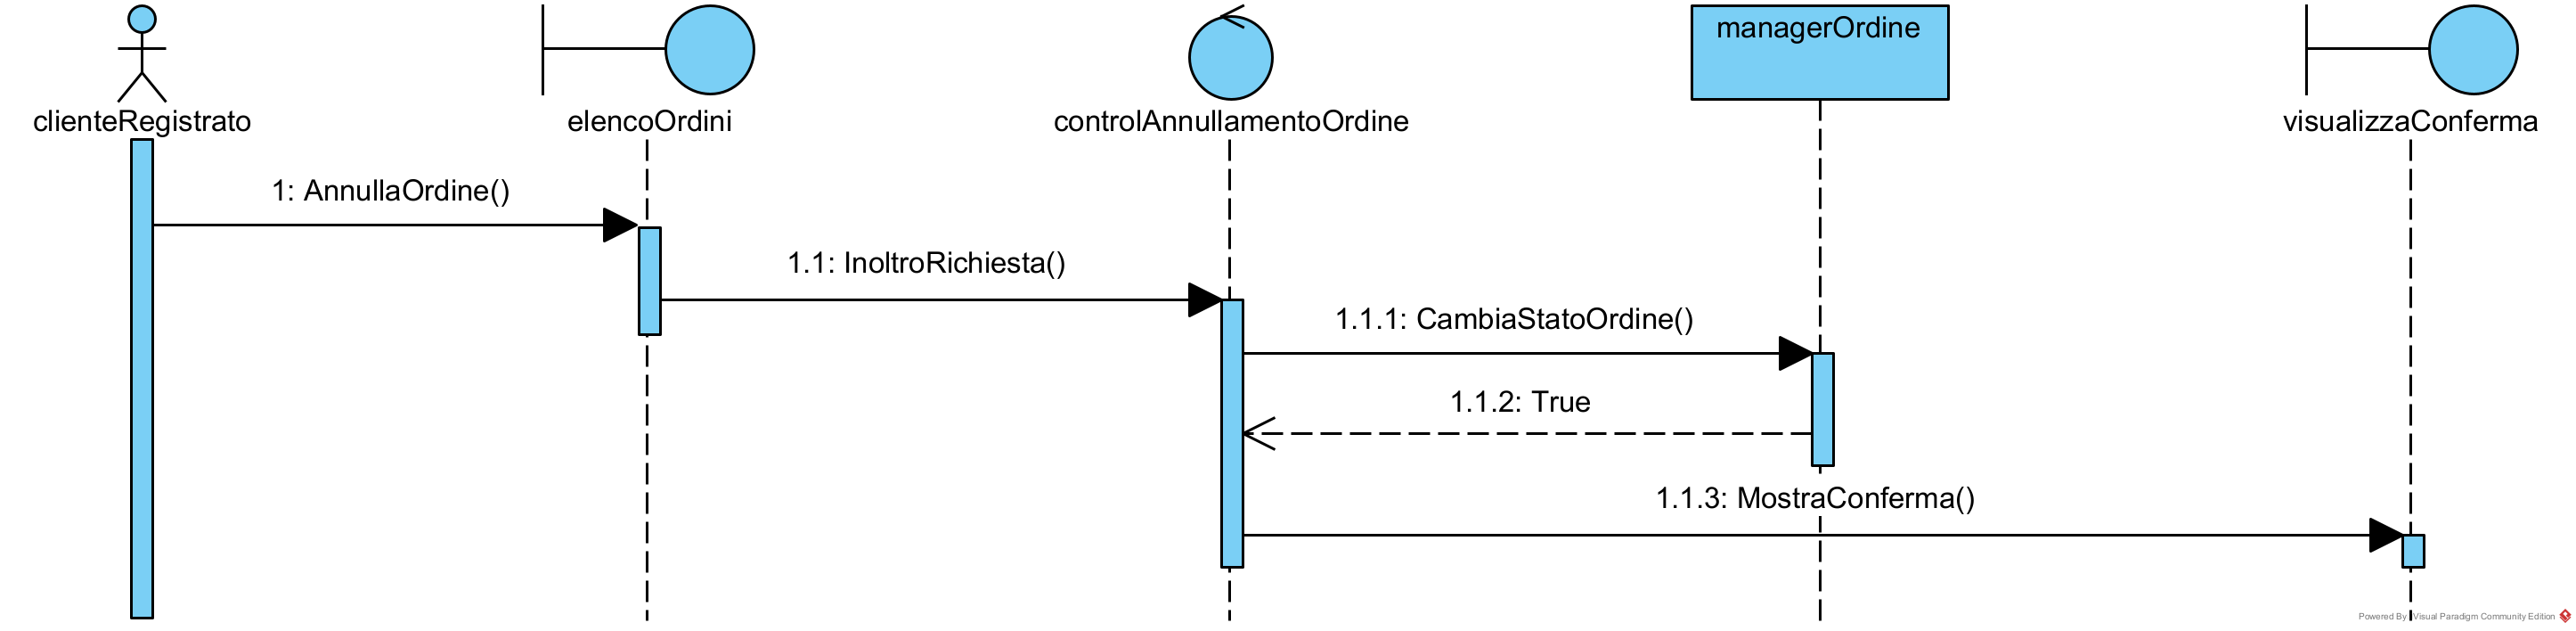 managerOrdine
clienteRegistrato
elencoOrdini
controlAnnullamentoOrdine
visualizzaConferma
1: AnnullaOrdine()
1.1: InoltroRichiesta()
1.1.1: CambiaStatoOrdine()
1.1.2: True
1.1.3: MostraConferma()
Powered By Visual Paradigm Community Edition